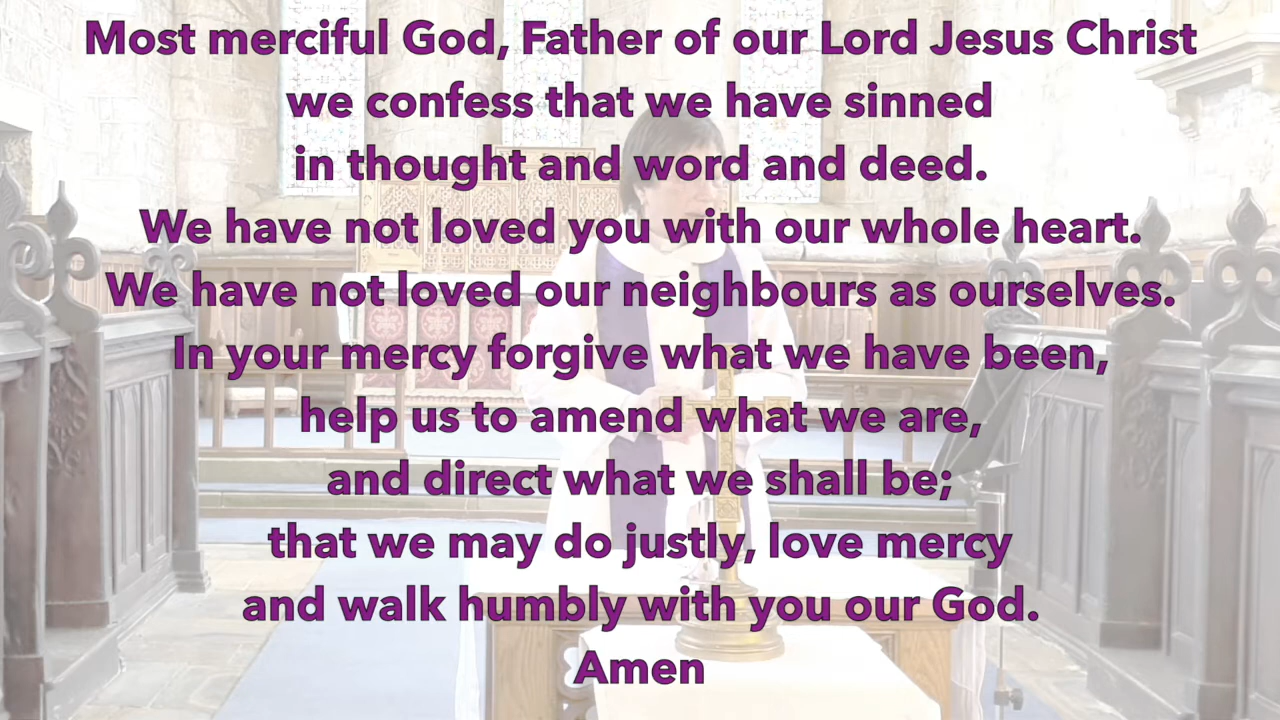 Most merciful God, Father of our Lord Jesus Christ
we confess that we have sinned
in thought and word and deed.
We have not loved you with our whole heart.
We have not loved our neighbours as ourselves.
In your mercy forgive what we have been,
help us to amend what we are,
and direct what we shall be;
that we may do justly, love mercy
and walk humbly with you our God.
Amen